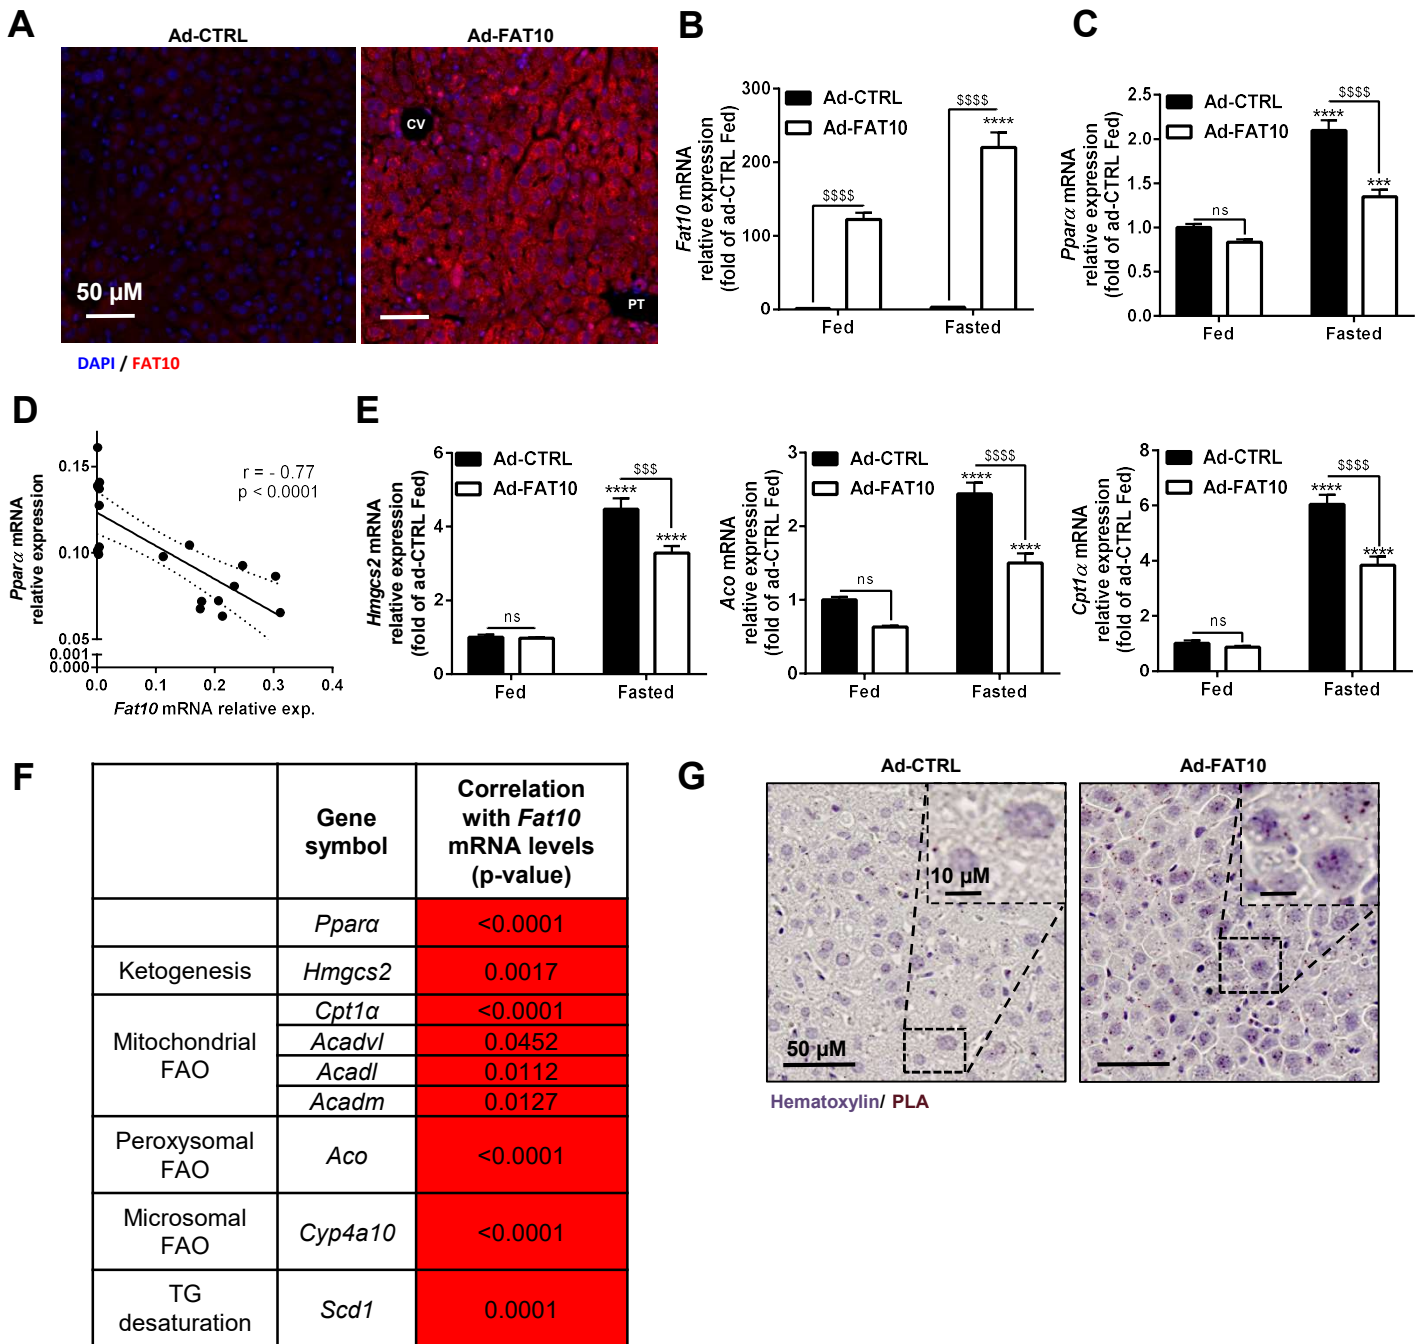 A
Ad-CTRL
Ad-FAT10
50 µM
CV
PT
DAPI / FAT10
B
Fat10 mRNA
relative expression
(fold of ad-CTRL Fed)
300
200
100
0
Ad-CTRL
Ad-FAT10
$$$$
$$$$
****
Fed
Fasted
C
Pparα mRNA
relative expression
(fold of ad-CTRL Fed)
2.5
2.0
1.5
1.0
0.5
0.0
Ad-CTRL
Ad-FAT10
ns
$$$$
****
***
Fed
Fasted
D
Pparα mRNA
relative expression
0.15
0.10
0.05
0.001
0.000
r = - 0.77
p < 0.0001
0.0
0.1
0.2
0.3
0.4
Fat10 mRNA relative exp.
E
Hmgcs2 mRNA
relative expression
(fold of ad-CTRL Fed)
6
4
2
0
Ad-CTRL
Ad-FAT10
ns
$$$
****
****
Fed
Fasted
Aco mRNA
relative expression
(fold of ad-CTRL Fed)
3
2
1
0
Ad-CTRL
Ad-FAT10
ns
$$$$
****
****
Fed
Fasted
Cpt1α mRNA
relative expression
(fold of ad-CTRL Fed)
8
6
4
2
0
Ad-CTRL
Ad-FAT10
ns
$$$$
****
****
Fed
Fasted
F
Gene
symbol
Correlation
with Fat10
mRNA levels
(p-value)
Pparα
<0.0001
Ketogenesis
Hmgcs2
0.0017
Mitochondrial
FAO
Cpt1α
<0.0001
Acadvl
0.0452
Acadl
0.0112
Acadm
0.0127
Peroxysomal
FAO
Aco
<0.0001
Microsomal
FAO
Cyp4a10
<0.0001
TG
desaturation
Scd1
0.0001
G
Ad-CTRL
Ad-FAT10
10 µM
50 µM
Hematoxylin/ PLA